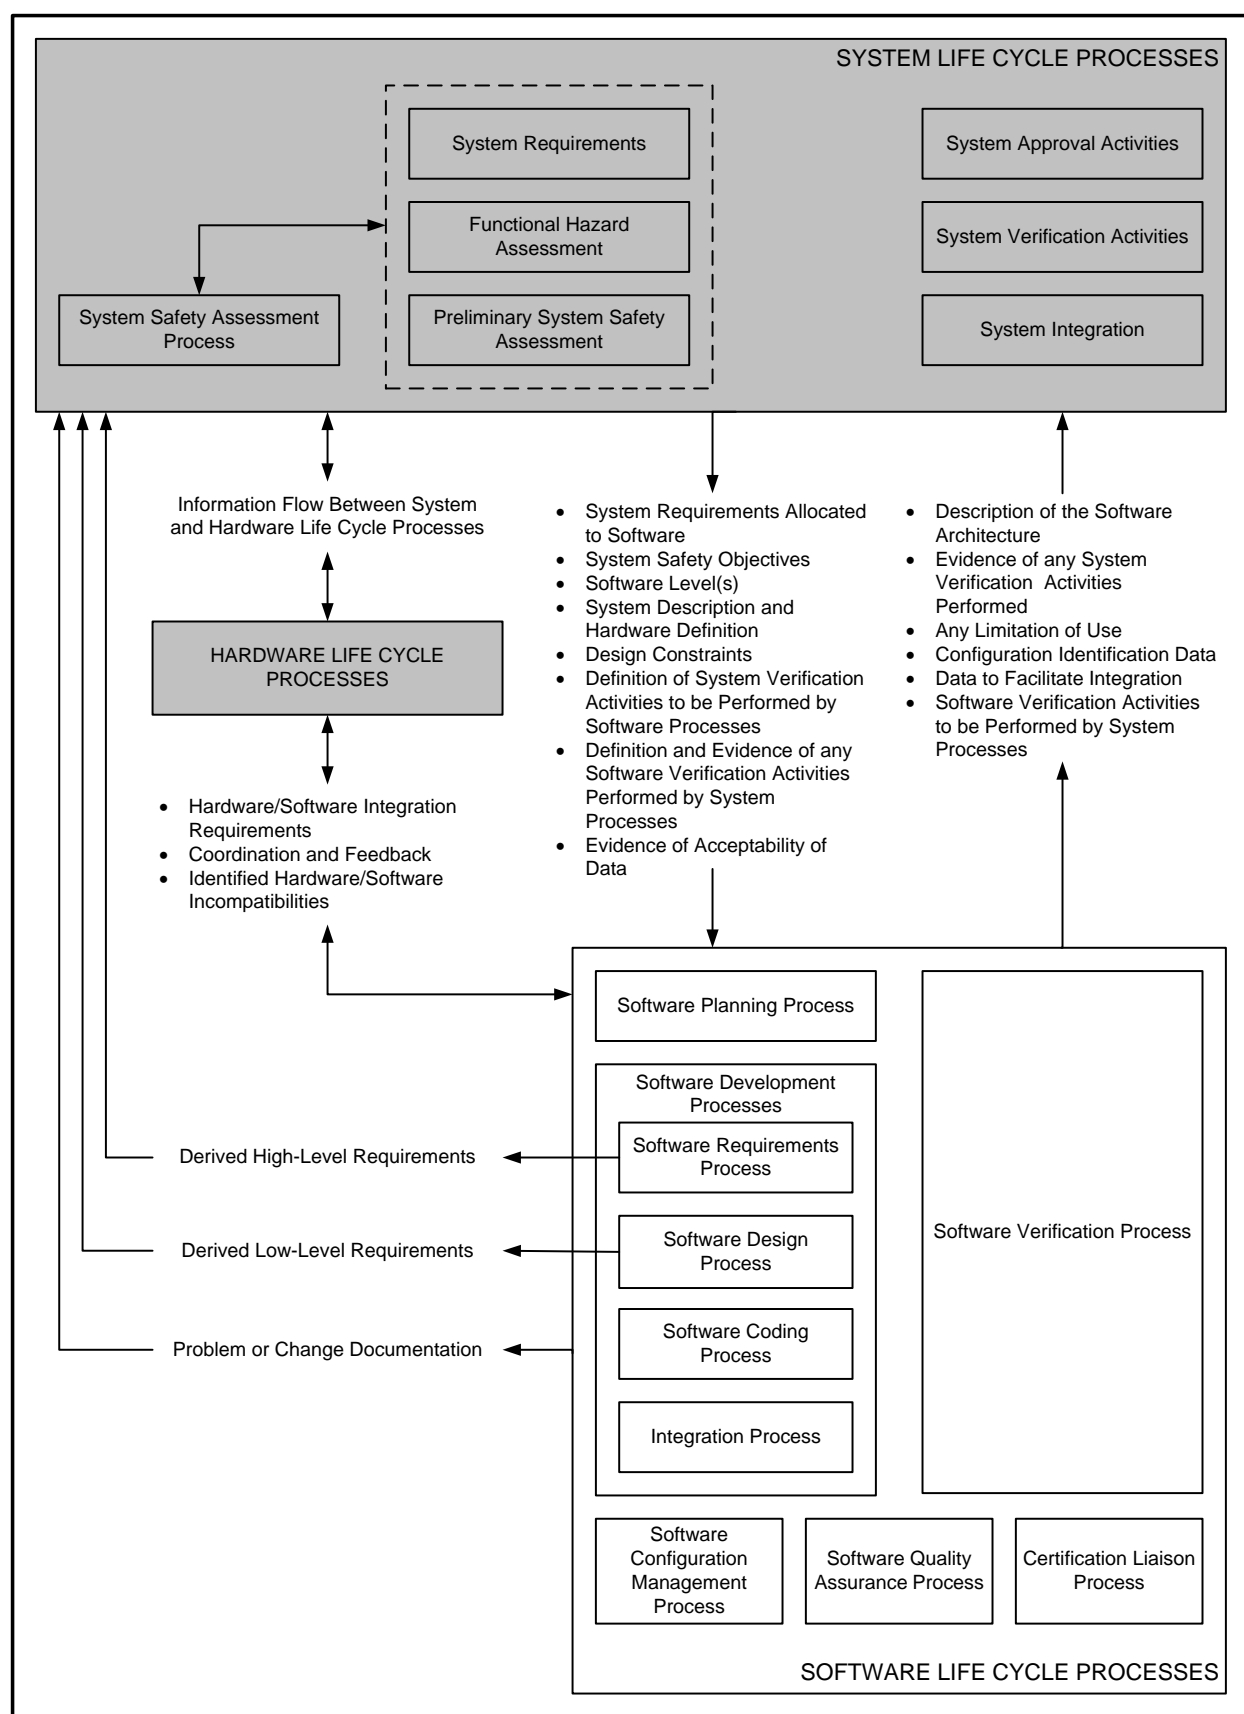 SYSTEM LIFE CYCLE PROCESSES
System Requirements
Functional Hazard
Assessment
Preliminary System Safety
Assessment
System Safety Assessment
Process
System Approval Activities
System Verification Activities
System Integration
Information Flow Between System
and Hardware Life Cycle Processes
HARDWARE LIFE CYCLE
PROCESSES
• Hardware/Software Integration
Requirements
• Coordination and Feedback
• Identified Hardware/Software
Incompatibilities
• System Requirements Allocated
to Software
• System Safety Objectives
• Software Level(s)
• System Description and
Hardware Definition
• Design Constraints
• Definition of System Verification
Activities to be Performed by
Software Processes
• Definition and Evidence of any
Software Verification Activities
Performed by System
Processes
• Evidence of Acceptability of
Data
• Description of the Software
Architecture
• Evidence of any System
Verification Activities
Performed
• Any Limitation of Use
• Configuration Identification Data
• Data to Facilitate Integration
• Software Verification Activities
to be Performed by System
Processes
Software Planning Process
Software Development
Processes
Software Requirements
Process
Software Design
Process
Software Coding
Process
Integration Process
Software Verification Process
Derived High-Level Requirements
Derived Low-Level Requirements
Problem or Change Documentation
Software
Configuration
Management
Process
Software Quality
Assurance Process
Certification Liaison
Process
SOFTWARE LIFE CYCLE PROCESSES